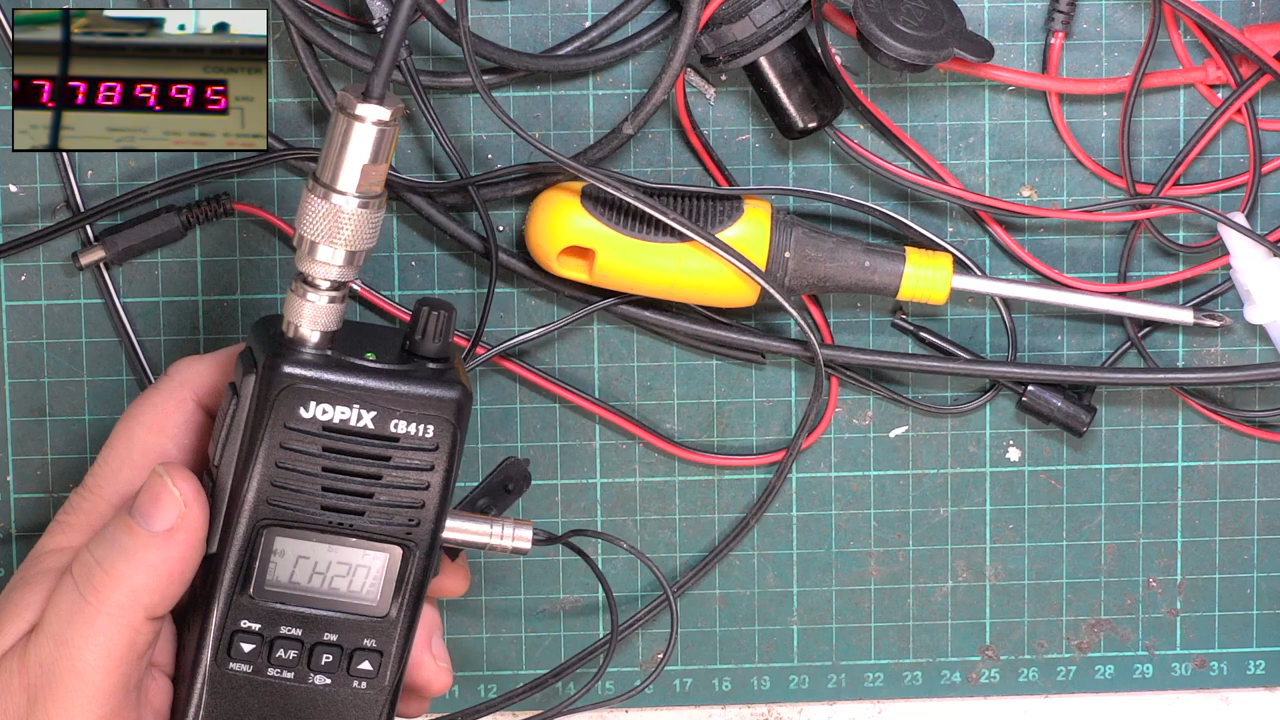 COUNTER
7.789.95
12V
JOPIX CB413
CH20
SCAN DW H/L
A/F P
MENU SC.list R.B
11 12 13 14 15 16 17 18 19 20 21 22 23 24 25 26 27 28 29 30 31 32